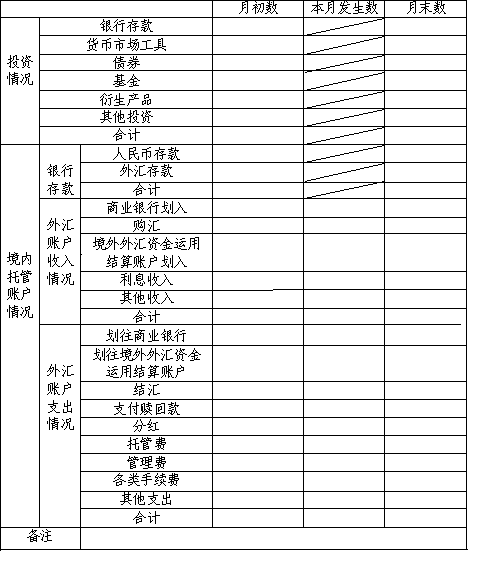 月初数 本月发生数 月末数
投资
情况
银行存款
货币市场工具
债券
基金
衍生产品
其他投资
合计
境内
托管
账户
情况
银行
存款
人民币存款
外汇存款
合计
外汇
账户
收入
情况
商业银行划入
购汇
境外外汇资金运用
结算账户划入
利息收入
其他收入
合计
外汇
账户
支出
情况
划往商业银行
划往境外外汇资金
运用结算账户
结汇
支付赎回款
分红
托管费
管理费
各类手续费
其他支出
合计
备注